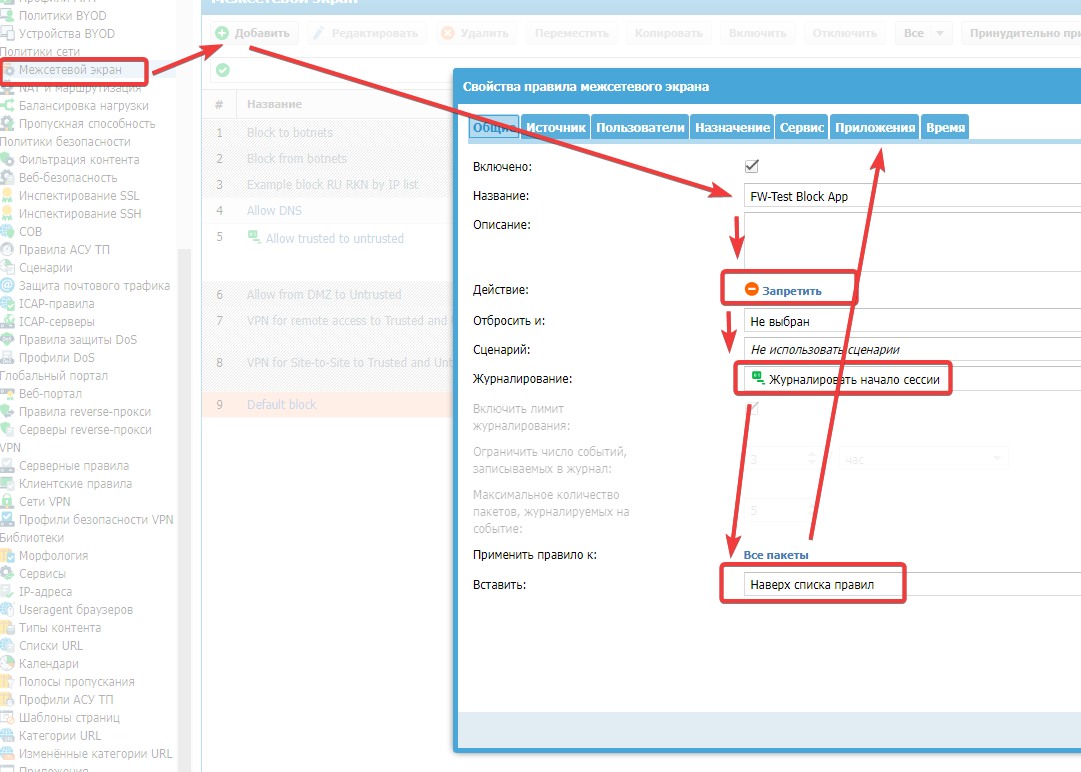 Политики BYOD
Устройства BYOD
Политики сети
Межсетевой экран
NAT и маршрутизация
Балансировка нагрузки
Пропускная способность
Политики безопасности
Фильтрация контента
Веб-безопасность
Инспектирование SSL
Инспектирование SSH
СОВ
Правила АСУ ТП
Сценарии
Защита почтового трафика
ICAP-правила
ICAP-серверы
Правила защиты DoS
Профили DoS
Глобальный портал
Веб-портал
Правила reverse-прокси
Серверы reverse-прокси
VPN
Серверные правила
Клиентские правила
Сети VPN
Профили безопасности VPN
Библиотеки
Морфология
Сервисы
IP-адреса
Useragent браузеров
Типы контента
Списки URL
Календари
Полосы пропускания
Профили АСУ ТП
Шаблоны страниц
Категории URL
Изменённые категории URL
Приложения
Межсетевой экран
Добавить Редактировать Удалить Переместить Копировать Включить Отключить Все Принудительно при
# Название
1 Block to botnets
2 Block from botnets
3 Example block RU RKN by IP list
4 Allow DNS
5 Allow trusted to untrusted
6 Allow from DMZ to Untrusted
7 VPN for remote access to Trusted and
8 VPN for Site-to-Site to Trusted and Unt
9 Default block
Свойства правила межсетевого экрана
Общие Источник Пользователи Назначение Сервис Приложения Время
Включено:
Название: FW-Test Block App
Описание:
Действие: Запретить
Отбросить и: Не выбран
Сценарий: Не использовать сценарии
Журналирование: Журналировать начало сессии
Включить лимит
журналирования:
Ограничить число событий,
записываемых в журнал: 3 час
Максимальное количество
пакетов, журналируемых на 5
событие:
Применить правило к: Все пакеты
Вставить: Наверх списка правил